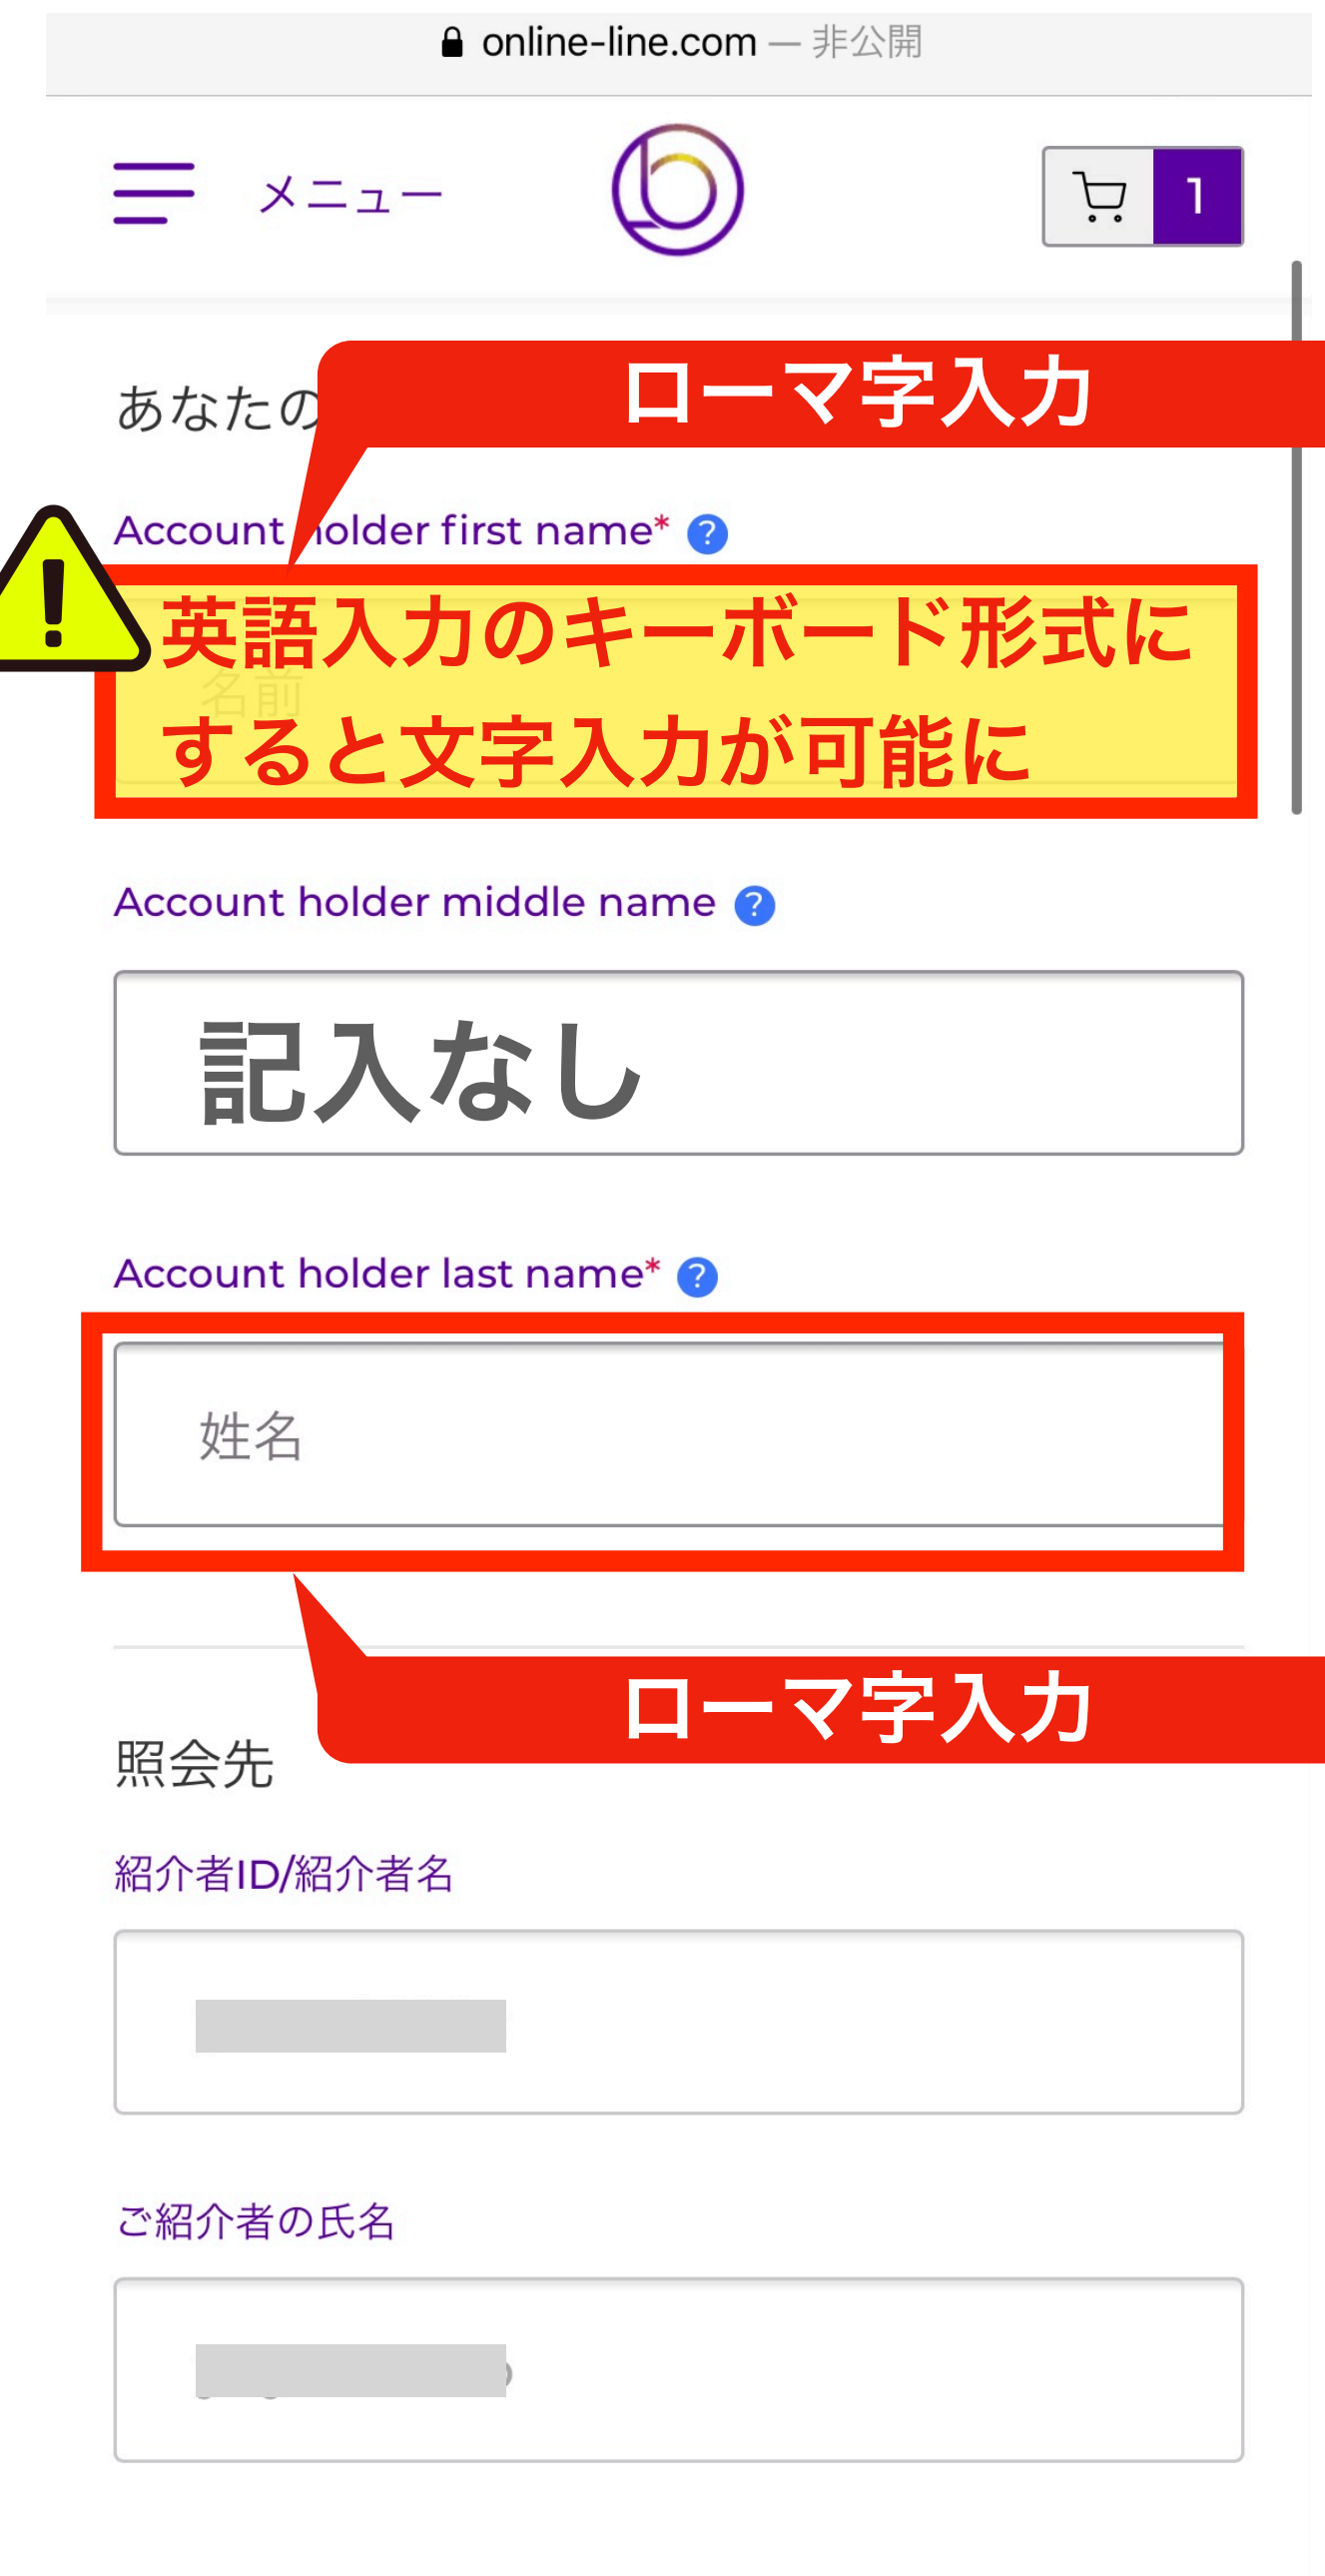 online-line.com — 非公開
メニュー
1
ローマ字入力
あなたの
Account holder first name* ?
英語入力のキーボード形式に
名前
すると文字入力が可能に
Account holder middle name ?
記入なし
Account holder last name* ?
姓名
ローマ字入力
照会先
紹介者ID/紹介者名
ご紹介者の氏名